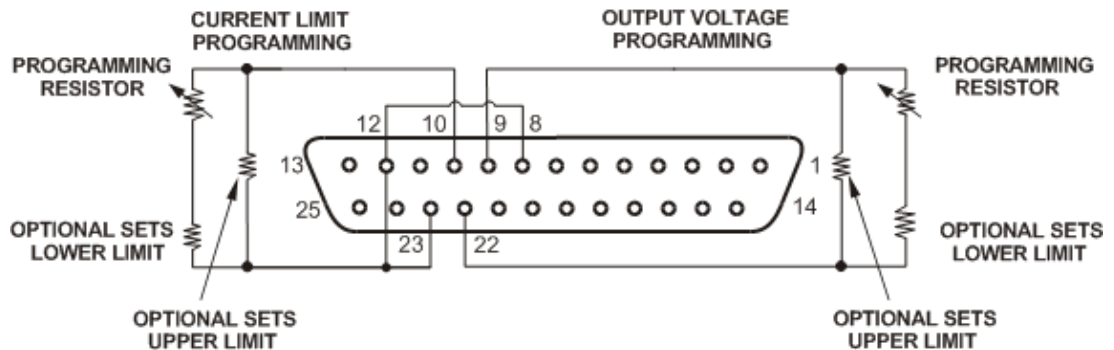 CURRENT LIMIT
PROGRAMMING
OUTPUT VOLTAGE
PROGRAMMING
PROGRAMMING
RESISTOR
PROGRAMMING
RESISTOR
12
10
9
8
13
1
25
14
23
22
OPTIONAL SETS
LOWER LIMIT
OPTIONAL SETS
LOWER LIMIT
OPTIONAL SETS
UPPER LIMIT
OPTIONAL SETS
UPPER LIMIT